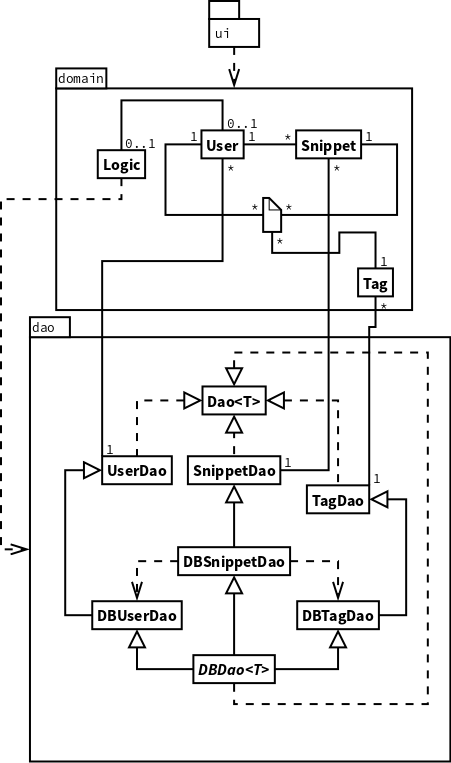 ui
domain
0..1
0..1
Logic
1
User
1
*
Snippet
1
*
*
*
*
*
1
Tag
*
dao
Dao<T>
1
UserDao
SnippetDao
1
1
TagDao
DBSnippetDao
DBUserDao
DBTagDao
DBDao<T>